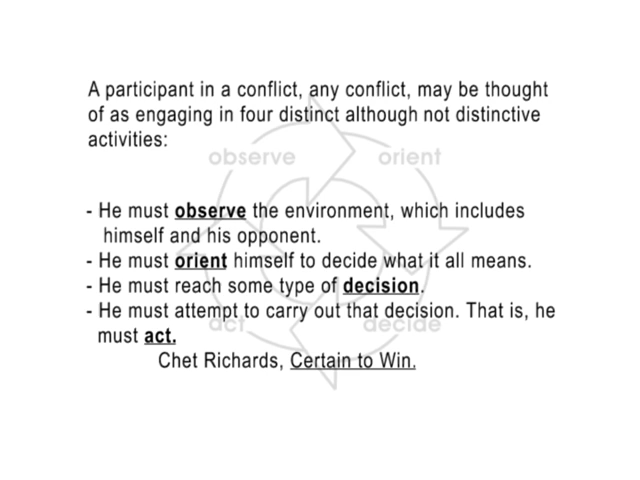 A participant in a conflict, any conflict, may be thought
of as engaging in four distinct although not distinctive
activities:
observe orient
- He must observe the environment, which includes
himself and his opponent.
- He must orient himself to decide what it all means.
- He must reach some type of decision.
- He must attempt to carry out that decision. That is, he
act decide
must act.
Chet Richards, Certain to Win.